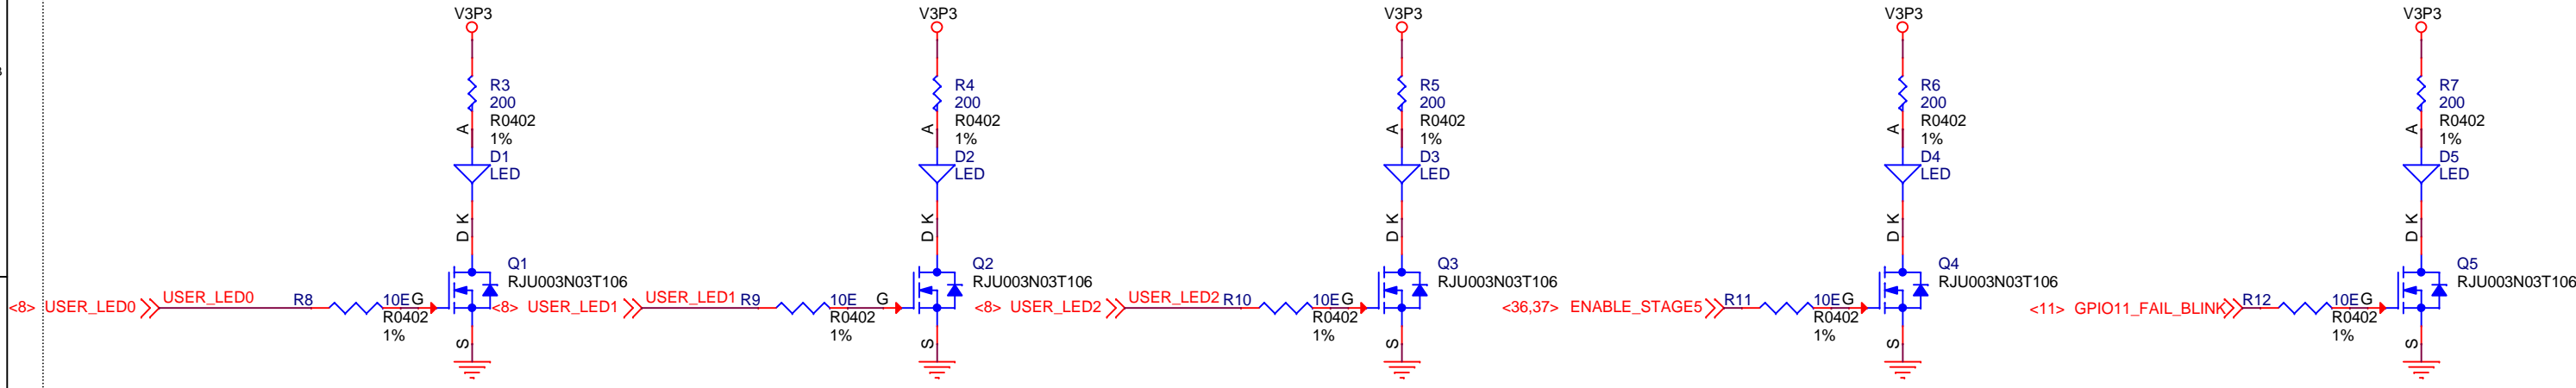 V3P3
R3
200
R0402
1%
A
D1
LED
D K
Q1
RJU003N03T106
<8> USER_LED0
USER_LED0
R8
10E
G
R0402
1%
S
V3P3
R4
200
R0402
1%
A
D2
LED
D K
Q2
RJU003N03T106
<8> USER_LED1
USER_LED1
R9
10E
G
R0402
1%
S
V3P3
R5
200
R0402
1%
A
D3
LED
D K
Q3
RJU003N03T106
<8> USER_LED2
USER_LED2
R10
10E
G
R0402
1%
S
V3P3
R6
200
R0402
1%
A
D4
LED
D K
Q4
RJU003N03T106
<36,37> ENABLE_STAGE5
R11
10E
G
R0402
1%
S
V3P3
R7
200
R0402
1%
A
D5
LED
D K
Q5
RJU003N03T106
<11> GPIO11_FAIL_BLINK
R12
10E
G
R0402
1%
S